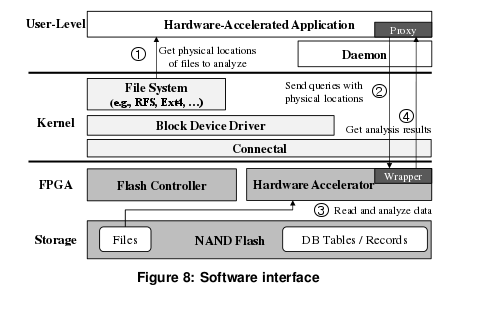 User-Level
Hardware-Accelerated Application
Proxy
① Get physical locations
of files to analyze
Daemon
File System
(e.g., RFS, Ext4, …)
Send queries with
physical locations
②
④
Kernel
Block Device Driver
Get analysis results
Connectal
FPGA
Flash Controller
Hardware Accelerator
Wrapper
③ Read and analyze data
Storage
Files
NAND Flash
DB Tables / Records
Figure 8: Software interface